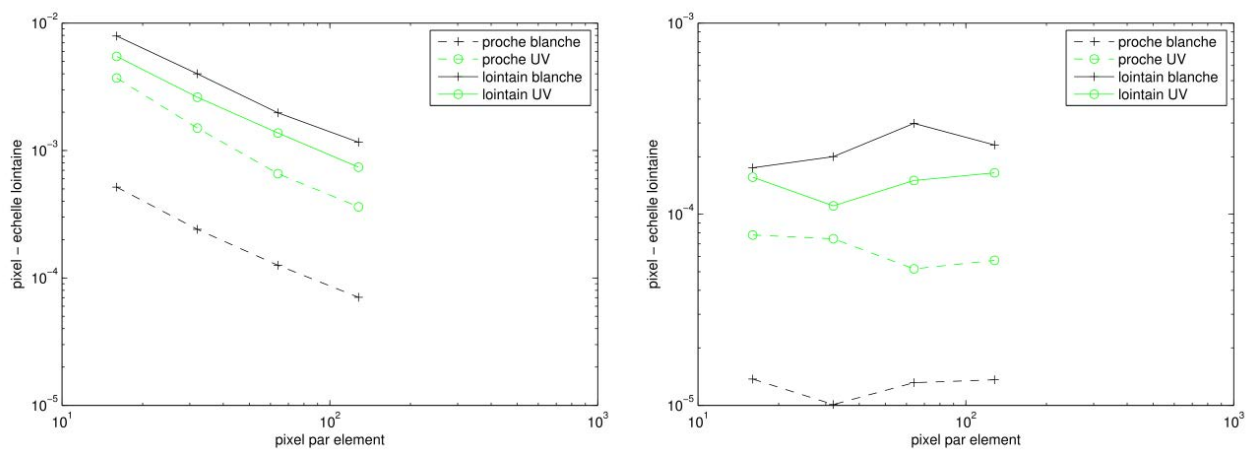 10^-2
10^-3
10^-4
10^-5
pixel − echelle lointaine
10^1
10^2
10^3
pixel par element
proche blanche
proche UV
lointain blanche
lointain UV
10^-3
10^-4
10^-5
pixel − echelle lointaine
10^1
10^2
10^3
pixel par element
proche blanche
proche UV
lointain blanche
lointain UV